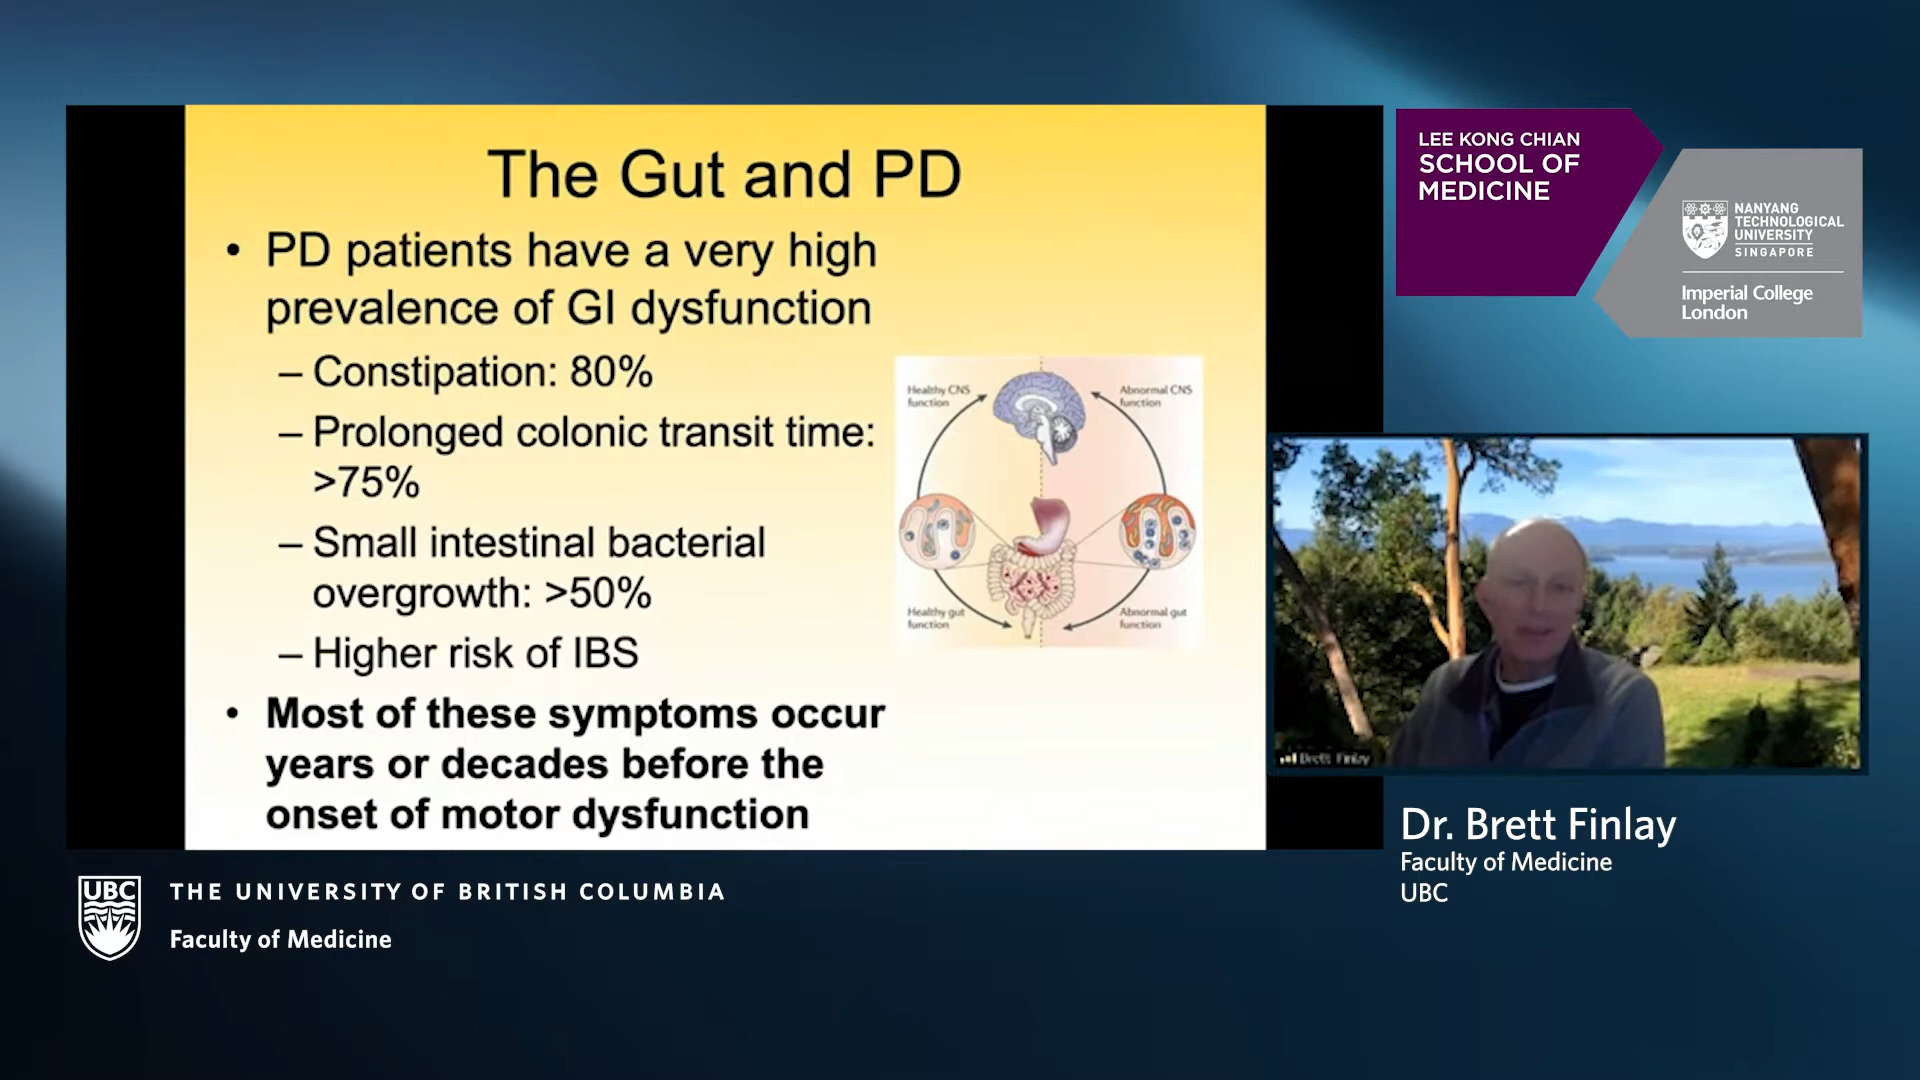 The Gut and PD
• PD patients have a very high
prevalence of GI dysfunction
– Constipation: 80%
– Prolonged colonic transit time:
>75%
– Small intestinal bacterial
overgrowth: >50%
– Higher risk of IBS
• Most of these symptoms occur
years or decades before the
onset of motor dysfunction
Healthy CNS
function
Abnormal CNS
function
Healthy gut
function
Abnormal gut
function
LEE KONG CHIAN
SCHOOL OF
MEDICINE
NANYANG
TECHNOLOGICAL
UNIVERSITY
SINGAPORE
Imperial College
London
Brett Finlay
Dr. Brett Finlay
Faculty of Medicine
UBC
UBC
THE UNIVERSITY OF BRITISH COLUMBIA
Faculty of Medicine